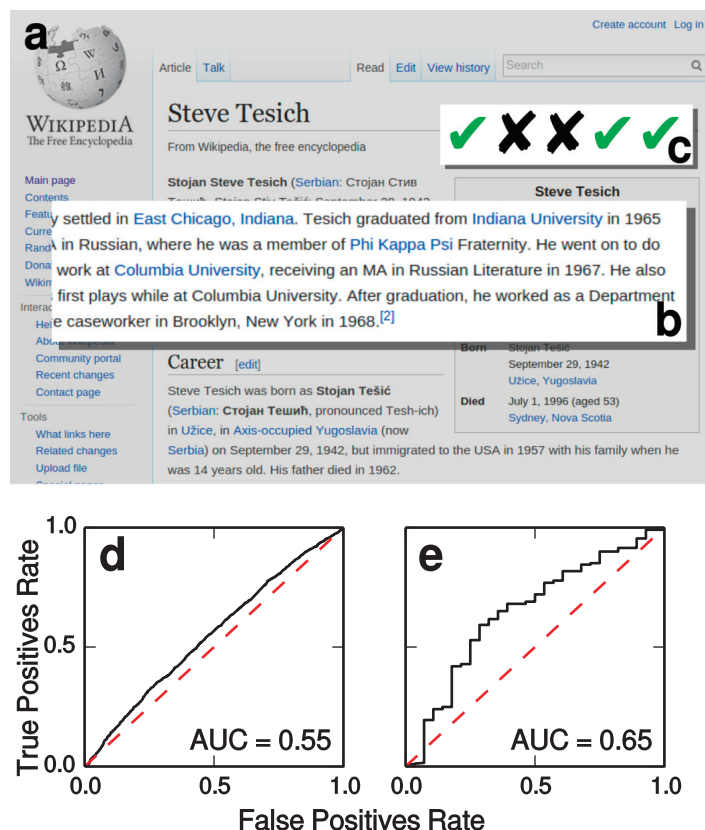 a
Create account Log in
Article Talk Read Edit View history Search
WIKIPEDIA
The Free Encyclopedia
Steve Tesich
From Wikipedia, the free encyclopedia
c
Main page
Contents
Stojan Steve Tesich (Serbian: Стојан Стив
Steve Tesich
y settled in East Chicago, Indiana. Tesich graduated from Indiana University in 1965
in Russian, where he was a member of Phi Kappa Psi Fraternity. He went on to do
work at Columbia University, receiving an MA in Russian Literature in 1967. He also
first plays while at Columbia University. After graduation, he worked as a Department
e caseworker in Brooklyn, New York in 1968.[2]
b
Community portal
Recent changes
Contact page
Tools
What links here
Related changes
Upload file
Career [edit]
Steve Tesich was born as Stojan Tešić
(Serbian: Стојан Тешић, pronounced Tesh-ich)
in Užice, in Axis-occupied Yugoslavia (now
Serbia) on September 29, 1942, but immigrated to the USA in 1957 with his family when he
was 14 years old. His father died in 1962.
Born Stojan Tešić
September 29, 1942
Užice, Yugoslavia
Died July 1, 1996 (aged 53)
Sydney, Nova Scotia
True Positives Rate
1.0
0.5
0.0
d
AUC = 0.55
0.0 0.5 1.0
e
AUC = 0.65
0.0 0.5 1.0
False Positives Rate